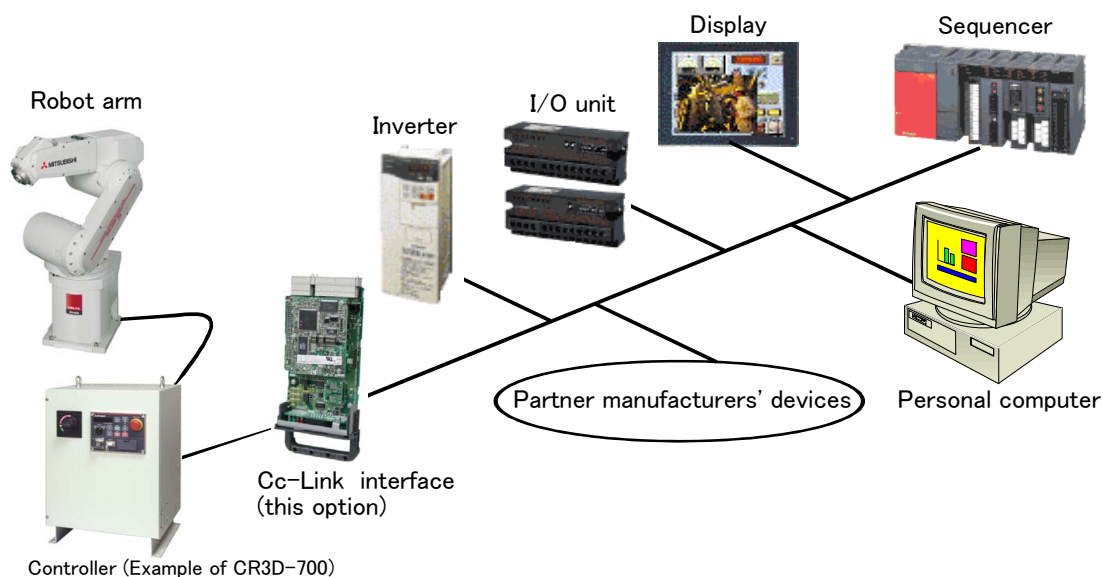 Display
Sequencer
Robot arm
I/O unit
Inverter
MITSUBISHI
Partner manufacturers' devices
Personal computer
Cc-Link interface
(this option)
Controller (Example of CR3D-700)